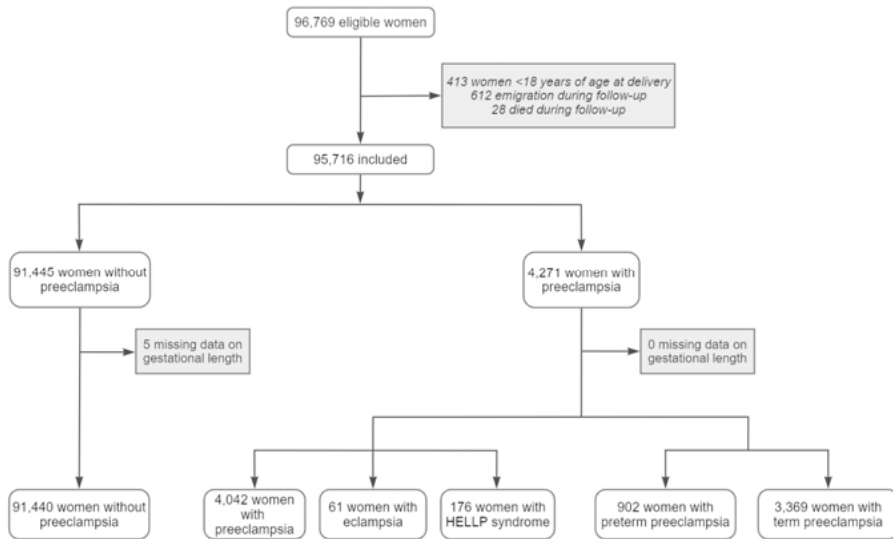 96,769 eligible women
413 women <18 years of age at delivery
612 emigration during follow-up
28 died during follow-up
95,716 included
91,445 women without
preeclampsia
4,271 women with
preeclampsia
5 missing data on
gestational length
0 missing data on
gestational length
91,440 women without
preeclampsia
4,042 women
with
preeclampsia
61 women with
eclampsia
176 women with
HELLP syndrome
902 women with
preterm preeclampsia
3,369 women with
term preeclampsia